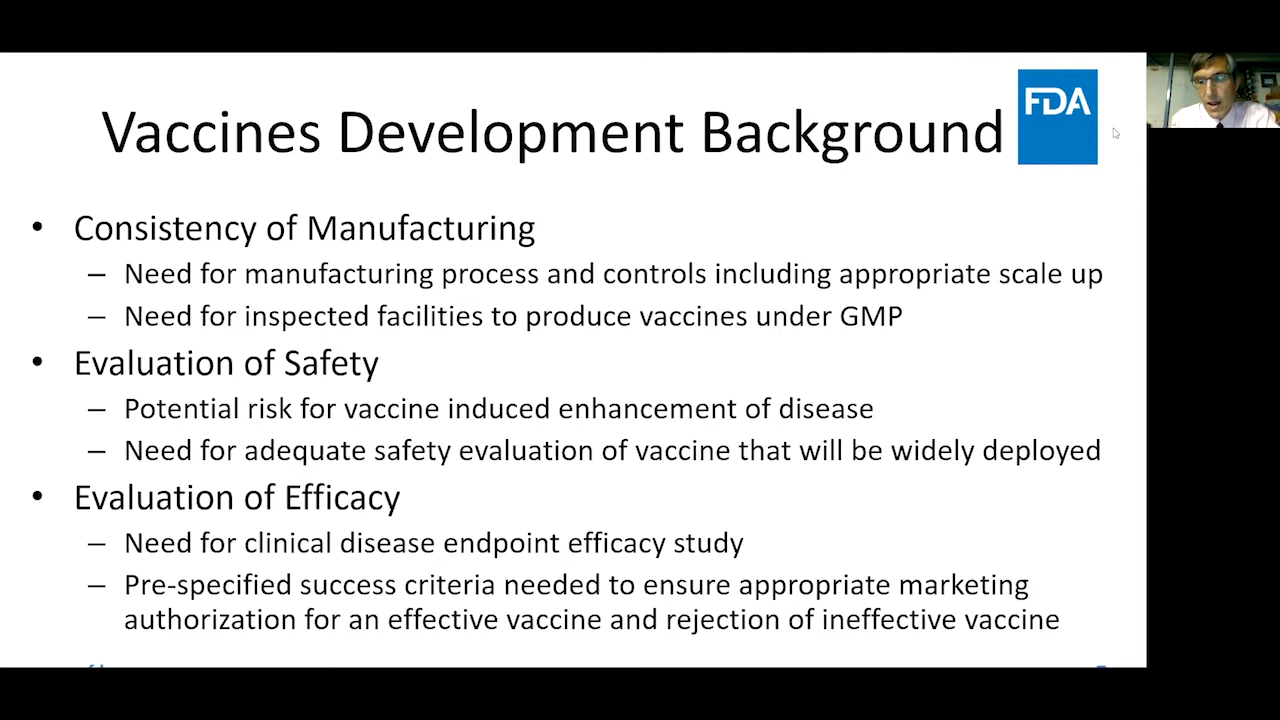 Vaccines Development Background
FDA
• Consistency of Manufacturing
– Need for manufacturing process and controls including appropriate scale up
– Need for inspected facilities to produce vaccines under GMP
• Evaluation of Safety
– Potential risk for vaccine induced enhancement of disease
– Need for adequate safety evaluation of vaccine that will be widely deployed
• Evaluation of Efficacy
– Need for clinical disease endpoint efficacy study
– Pre-specified success criteria needed to ensure appropriate marketing
authorization for an effective vaccine and rejection of ineffective vaccine